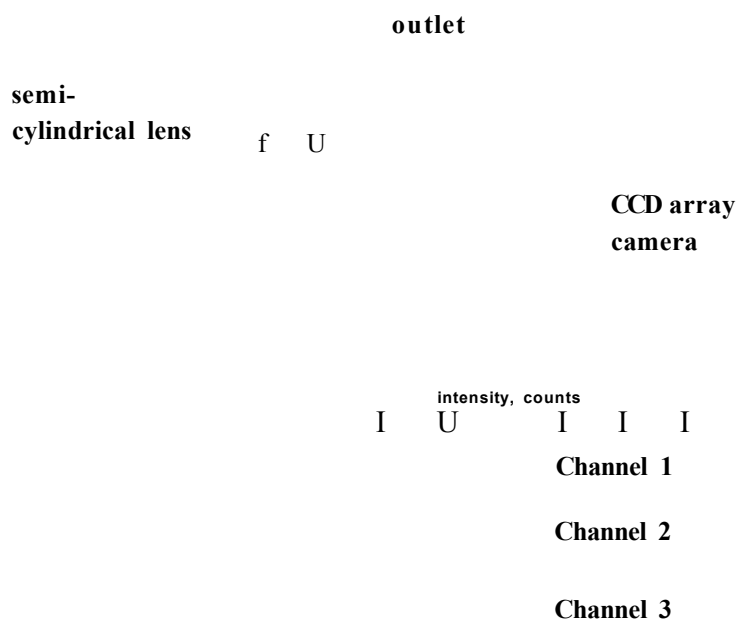 outlet
semi-
cylindrical lens
f U
CCD array
camera
intensity, counts
I U I I I
Channel 1
Channel 2
Channel 3